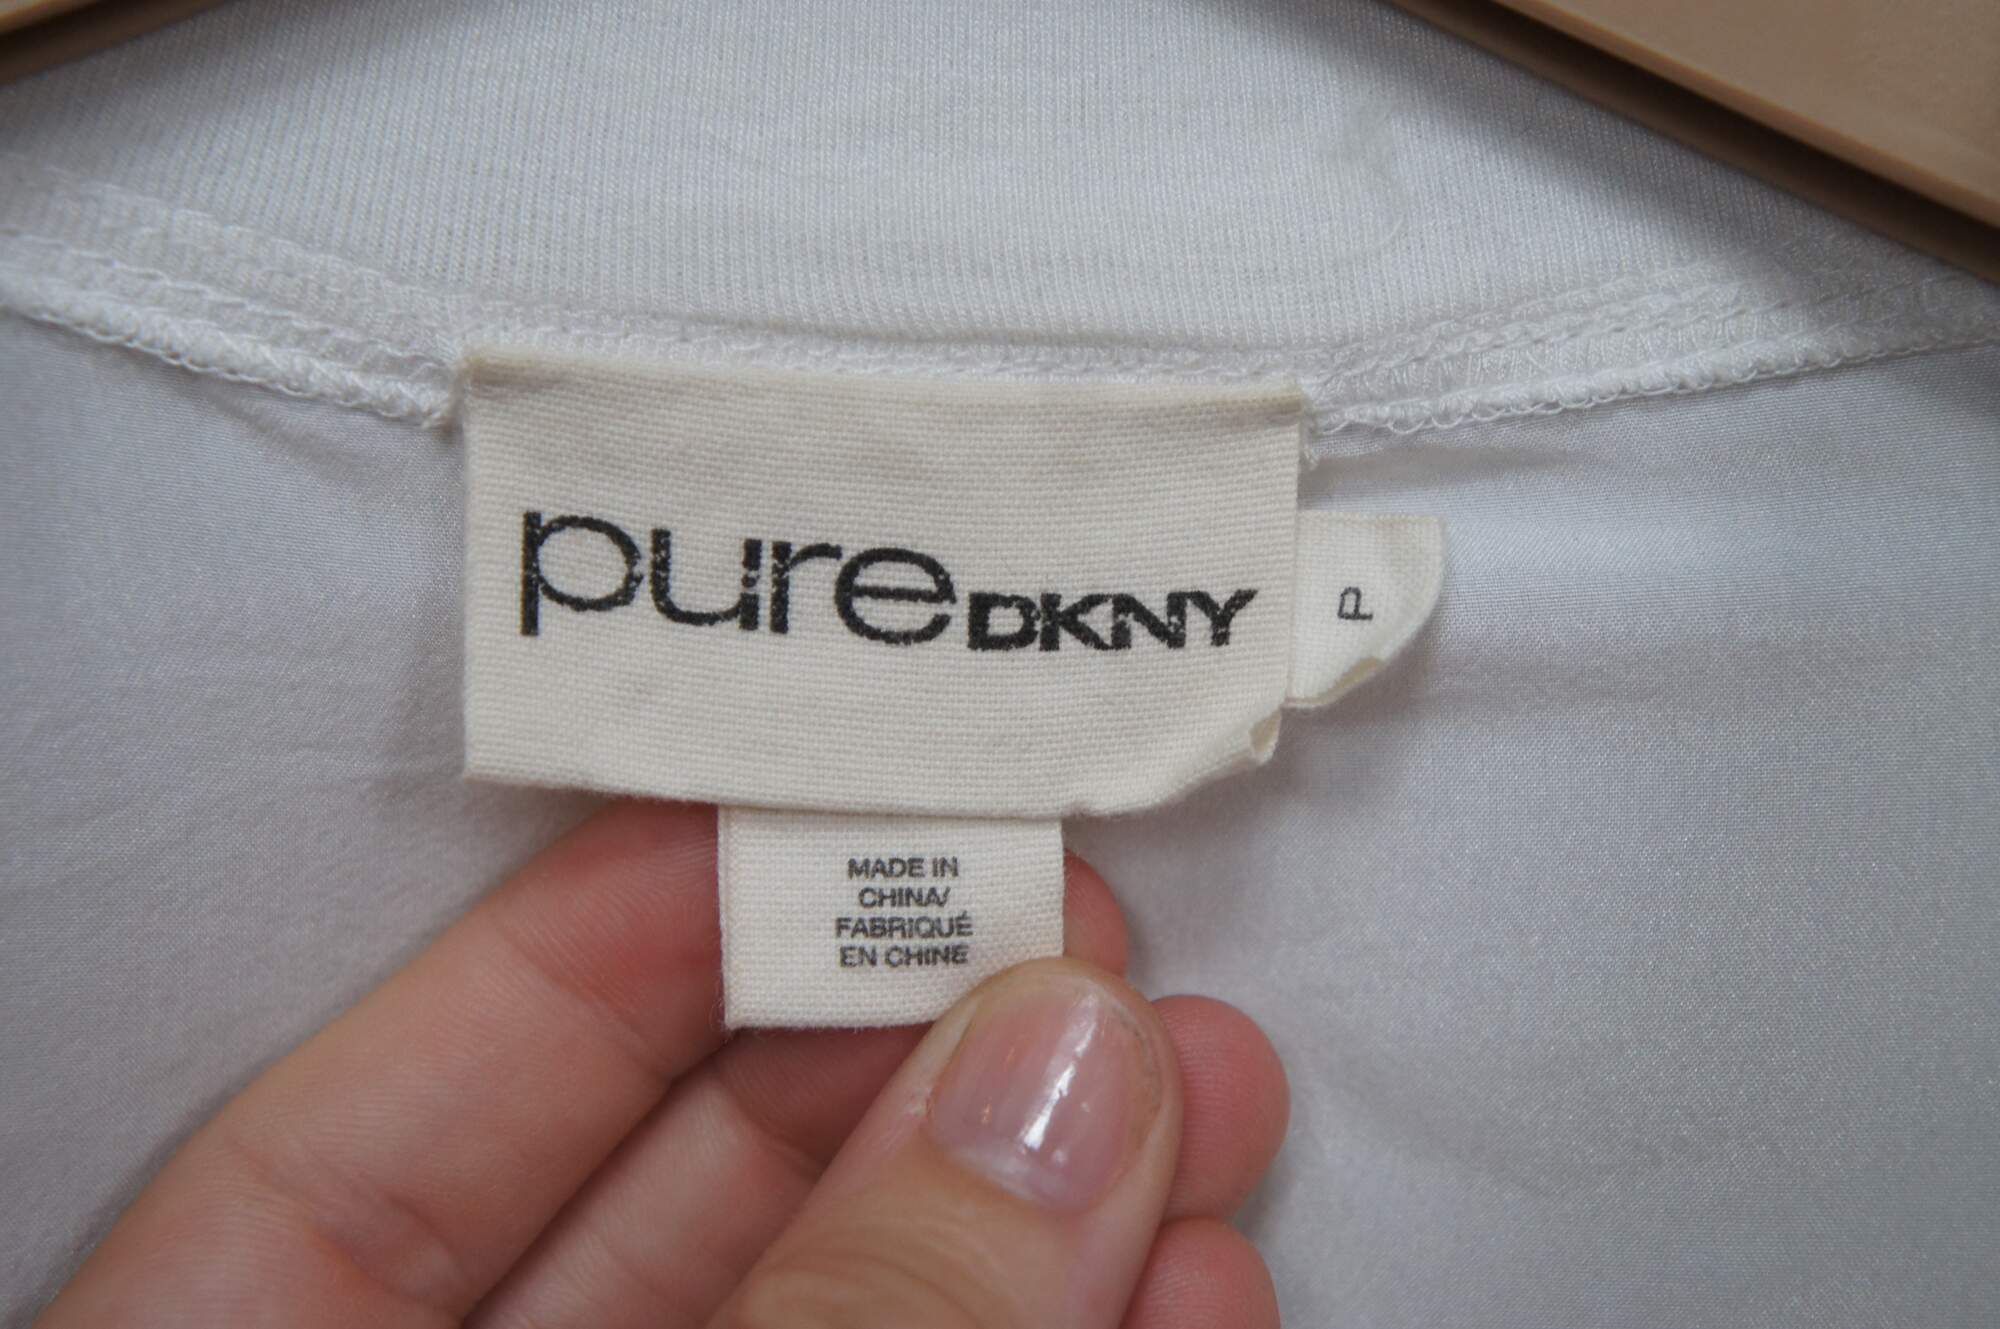 pure DKNY
P
MADE IN
CHINA/
FABRIQUÉ
EN CHINE